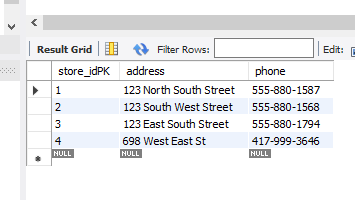 Result Grid Filter Rows: Edit:
store_idPK address phone
1 123 North South Street 555-880-1587
2 123 South West Street 555-880-1568
3 123 East South Street 555-880-1794
4 698 West East St 417-999-3646
NULL NULL NULL